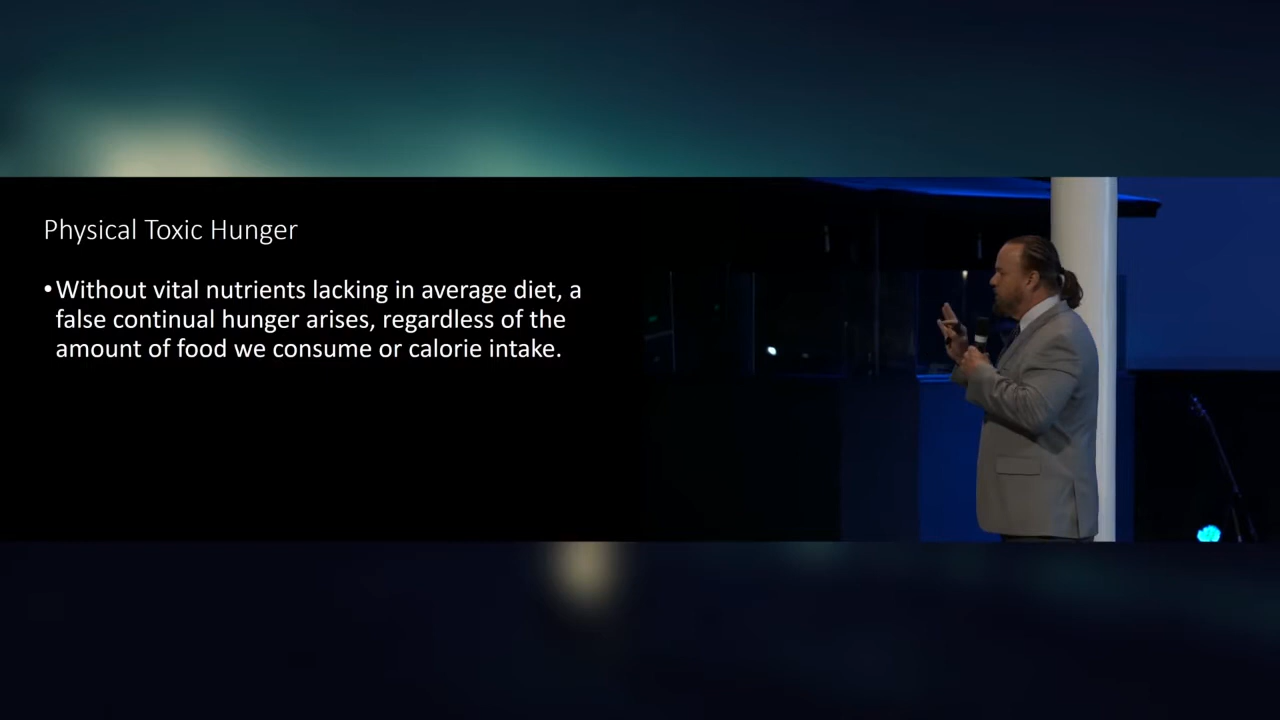 Physical Toxic Hunger
•Without vital nutrients lacking in average diet, a
false continual hunger arises, regardless of the
amount of food we consume or calorie intake.